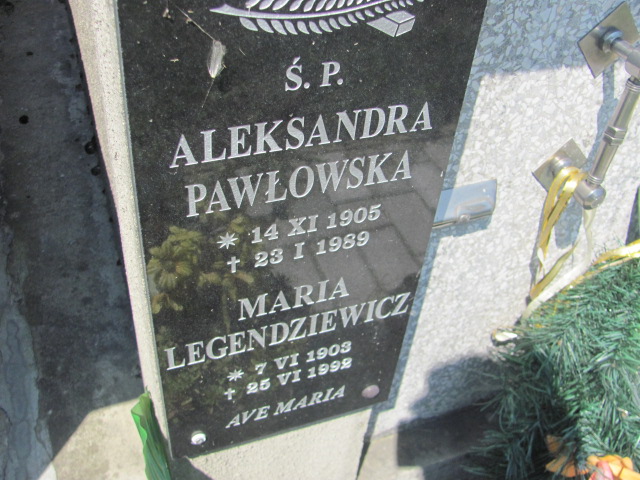 Ś. P.
ALEKSANDRA
PAWŁOWSKA
* 14 XI 1905
† 23 I 1989
MARIA
LEGENDZIEWICZ
* 7 VI 1903
† 25 VI 1992
AVE MARIA